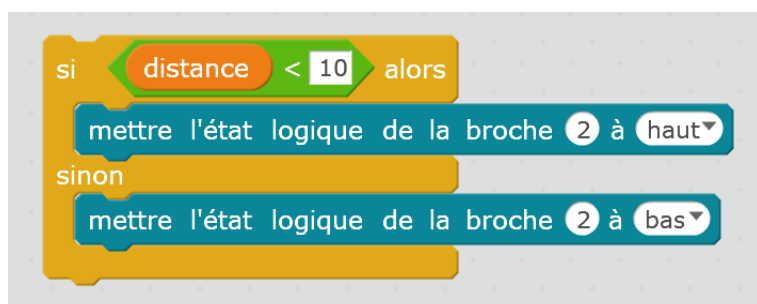 si distance < 10 alors
mettre l'état logique de la broche 2 à haut
sinon
mettre l'état logique de la broche 2 à bas